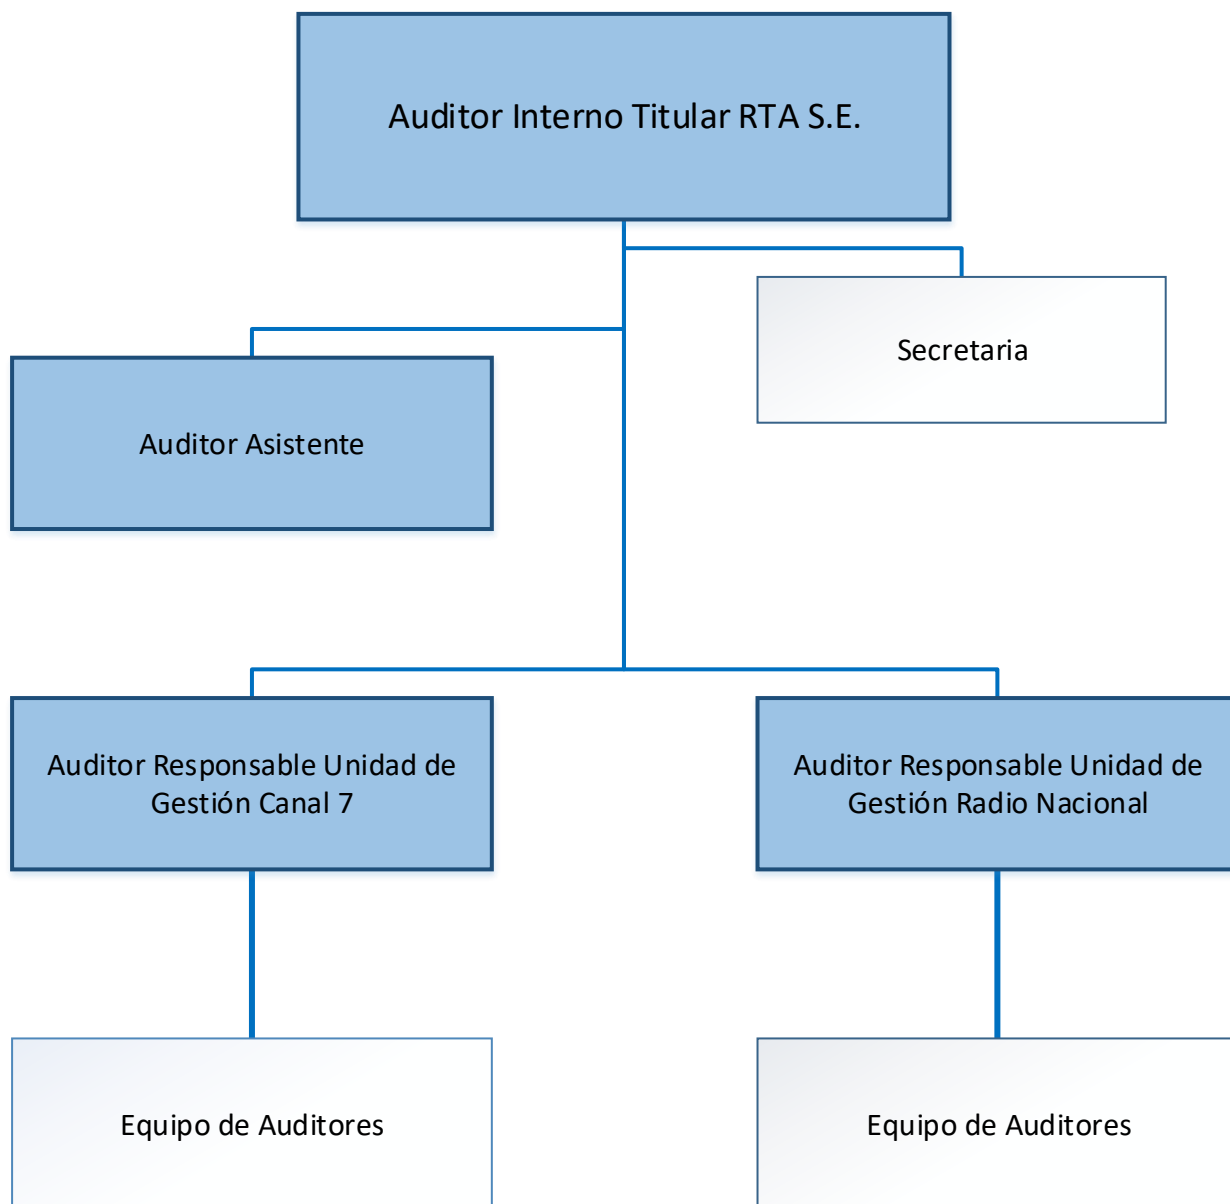 Auditor Interno Titular RTA S.E.
Secretaria
Auditor Asistente
Auditor Responsable Unidad de
Gestión Canal 7
Auditor Responsable Unidad de
Gestión Radio Nacional
Equipo de Auditores
Equipo de Auditores